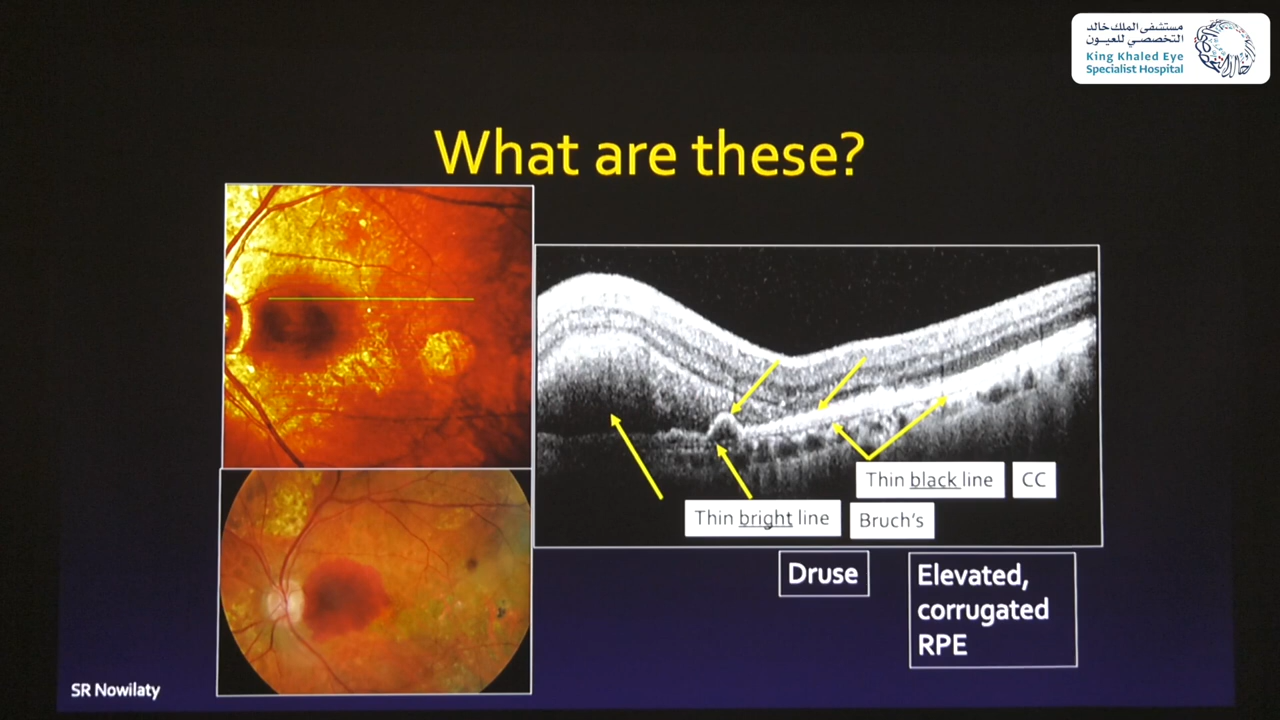 مستشفى الملك خالد
التخصصي للعيون
King Khaled Eye
Specialist Hospital
What are these?
Thin black line
CC
Thin bright line
Bruch's
Druse
Elevated,
corrugated
RPE
SR Nowilaty